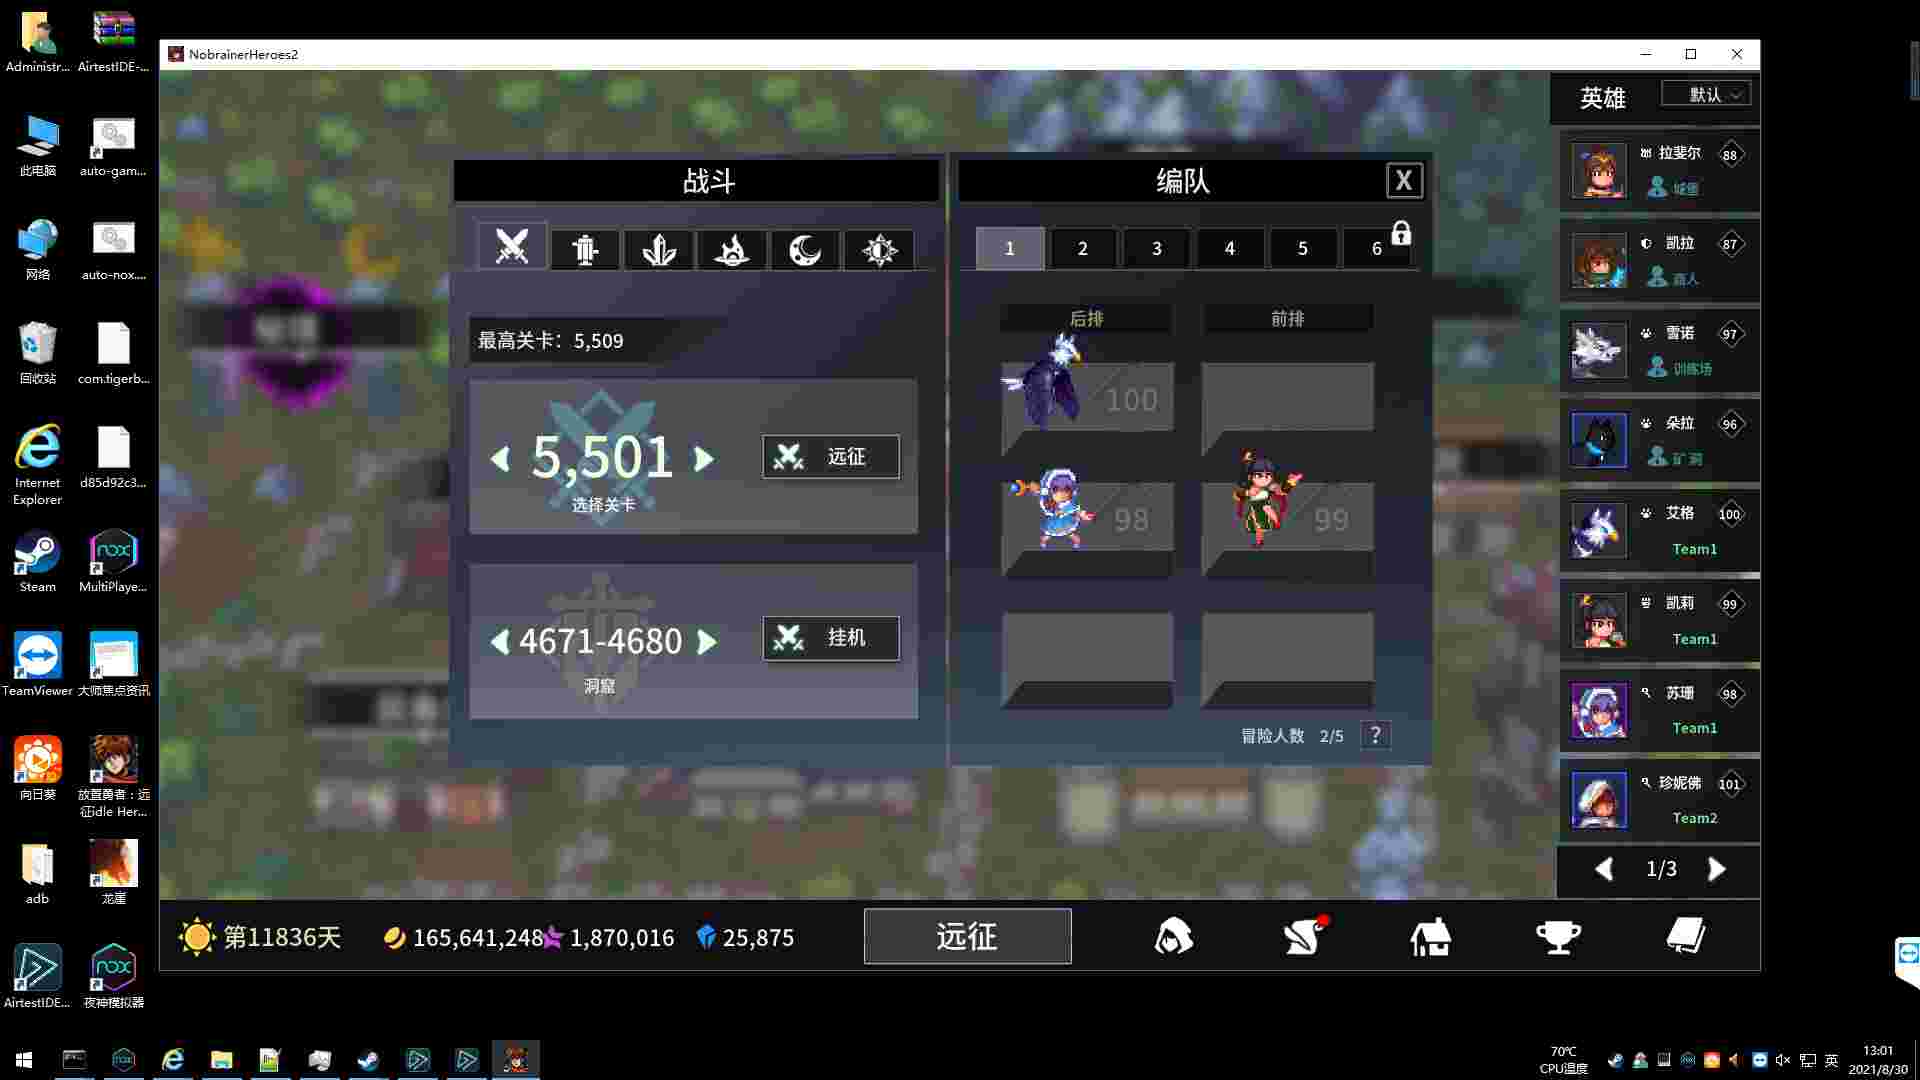 Administr...
AirtestIDE-...
此电脑
auto-gam...
网络
auto-nox....
回收站
com.tigerb...
Internet
Explorer
d85d92c3...
Steam
MultiPlaye...
TeamViewer
大师焦点资讯
向日葵
放置勇者：远
征idle Her...
adb
龙崖
AirtestIDE...
夜神模拟器
NobrainerHeroes2
战斗
最高关卡：5,509
5,501
选择关卡
远征
4671-4680
洞窟
挂机
编队
X
1
2
3
4
5
6
后排
前排
100
98
99
冒险人数 2/5
?
英雄
默认
拉斐尔
88
城堡
凯拉
87
商人
雪诺
97
训练场
朵拉
96
矿洞
艾格
100
Team1
凯莉
99
Team1
苏珊
98
Team1
珍妮佛
101
Team2
1/3
第11836天
165,641,248
1,870,016
25,875
远征
70℃
CPU温度
英
13:01
2021/8/30